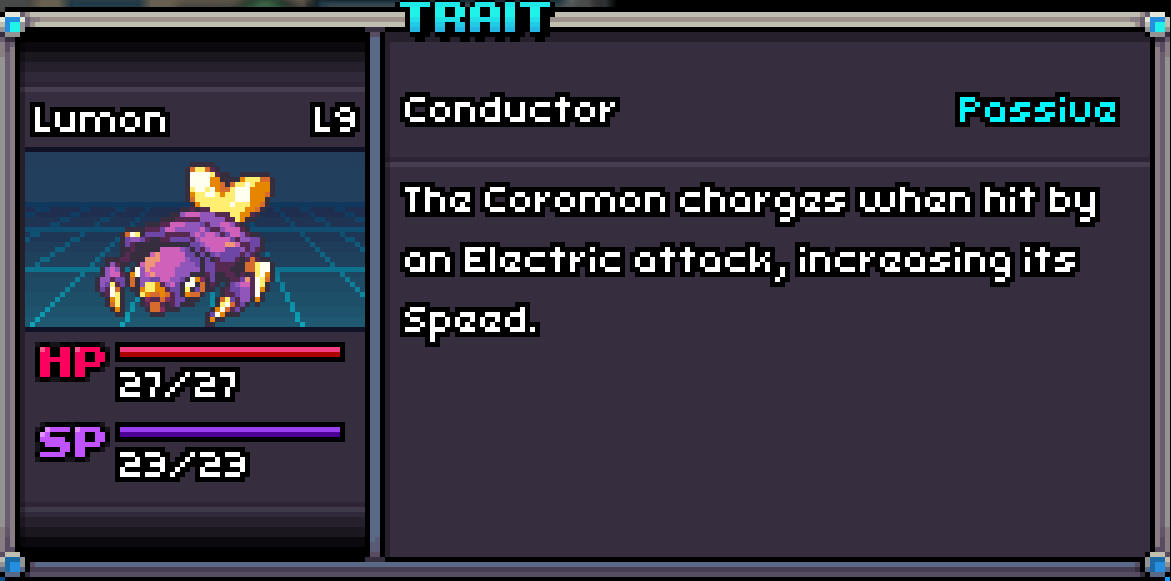 TRAIT
Lumon L9
Conductor Passive
The Coromon charges when hit by
an Electric attack, increasing its
Speed.
HP
27/27
SP
23/23